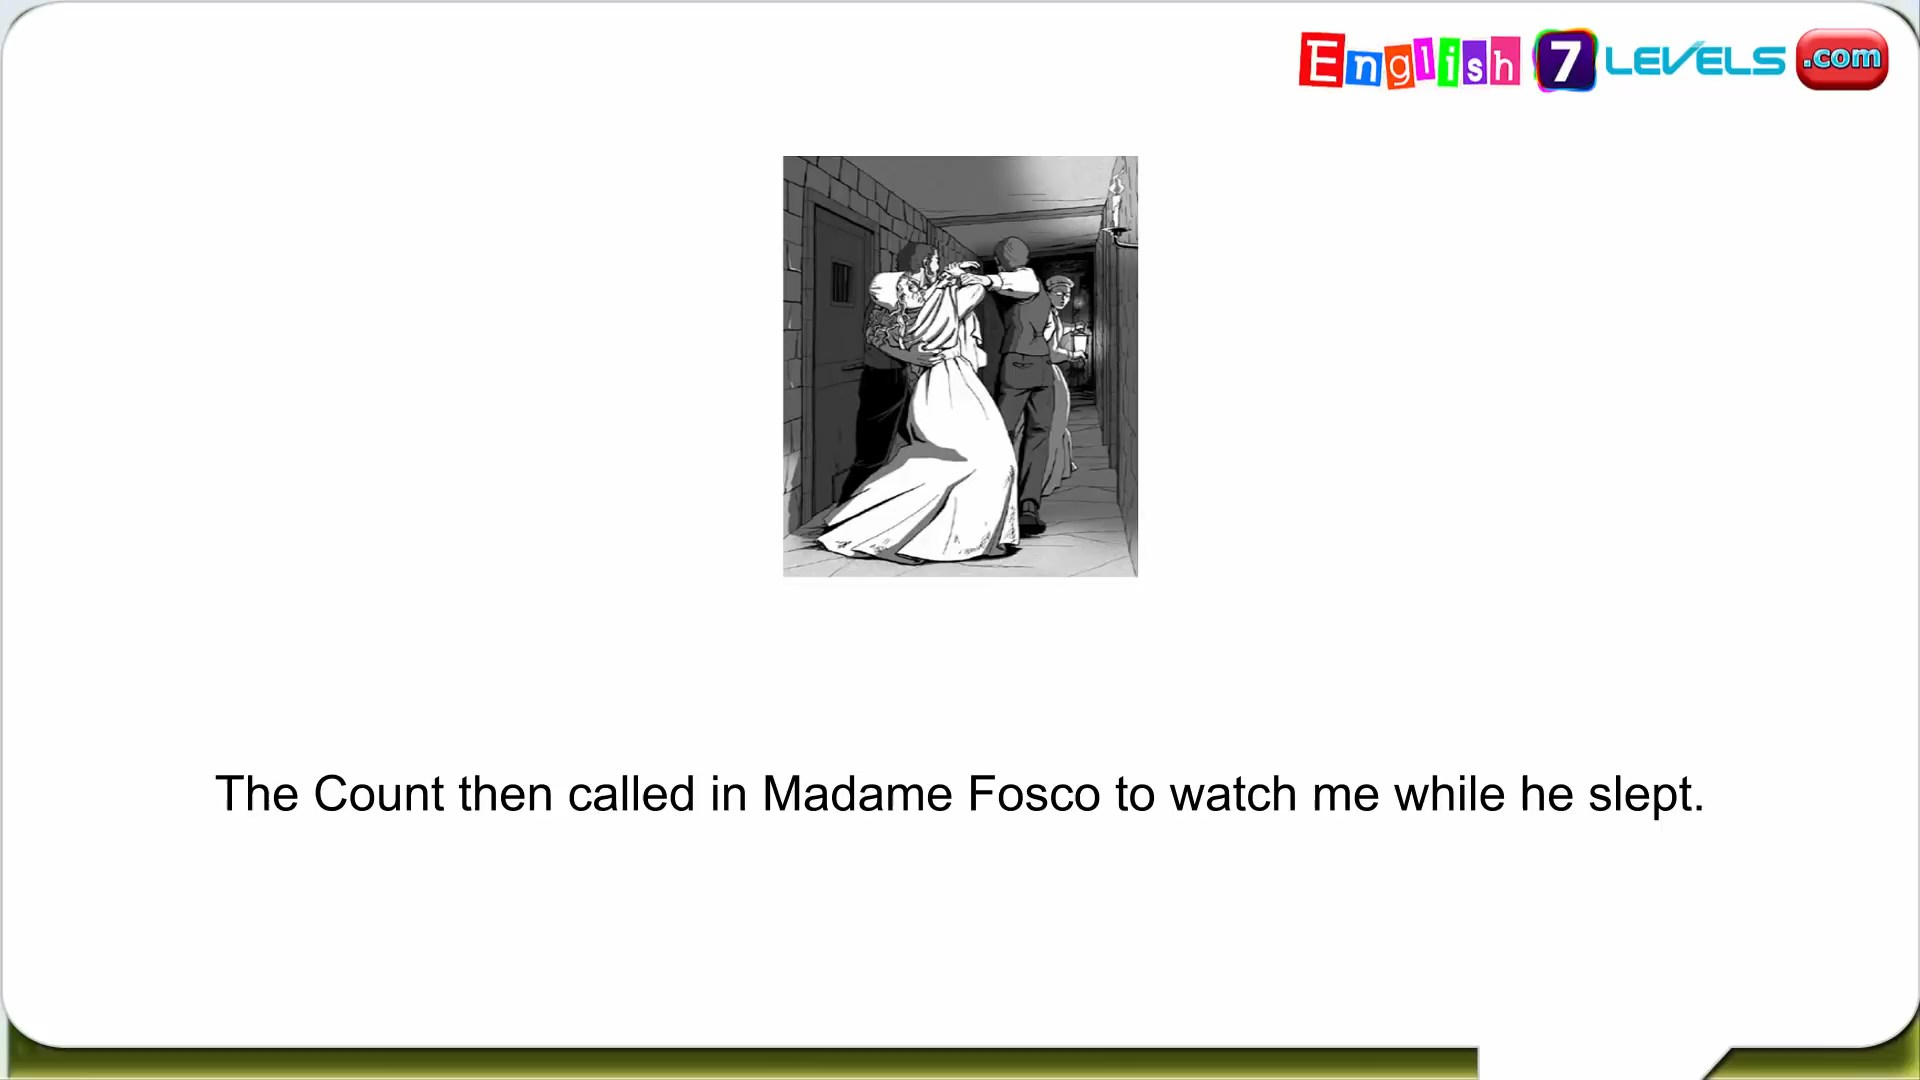 English 7 LEVELS .com
The Count then called in Madame Fosco to watch me while he slept.